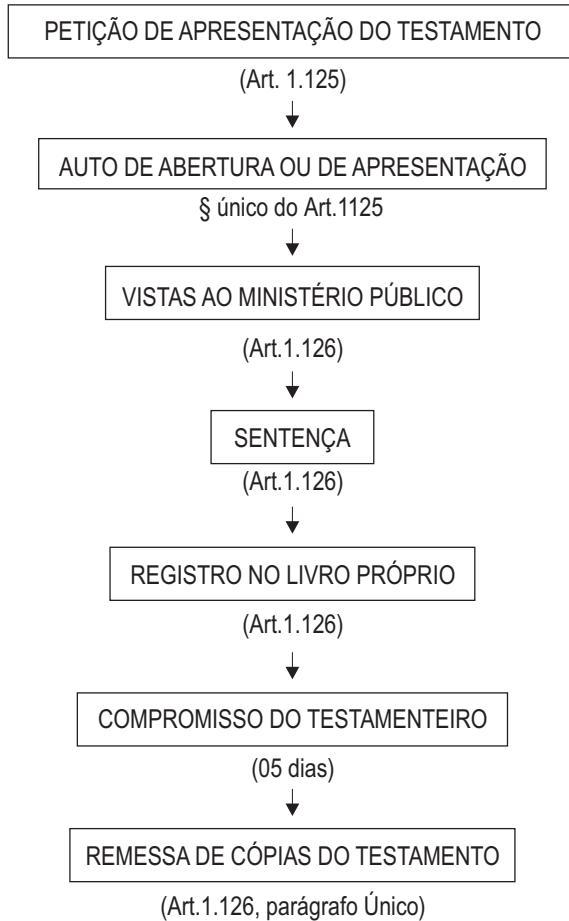 PETIÇÃO DE APRESENTAÇÃO DO TESTAMENTO
(Art. 1.125)
AUTO DE ABERTURA OU DE APRESENTAÇÃO
§ único do Art.1125
VISTAS AO MINISTÉRIO PÚBLICO
(Art.1.126)
SENTENÇA
(Art.1.126)
REGISTRO NO LIVRO PRÓPRIO
(Art.1.126)
COMPROMISSO DO TESTAMENTEIRO
(05 dias)
REMESSA DE CÓPIAS DO TESTAMENTO
(Art.1.126, parágrafo Único)